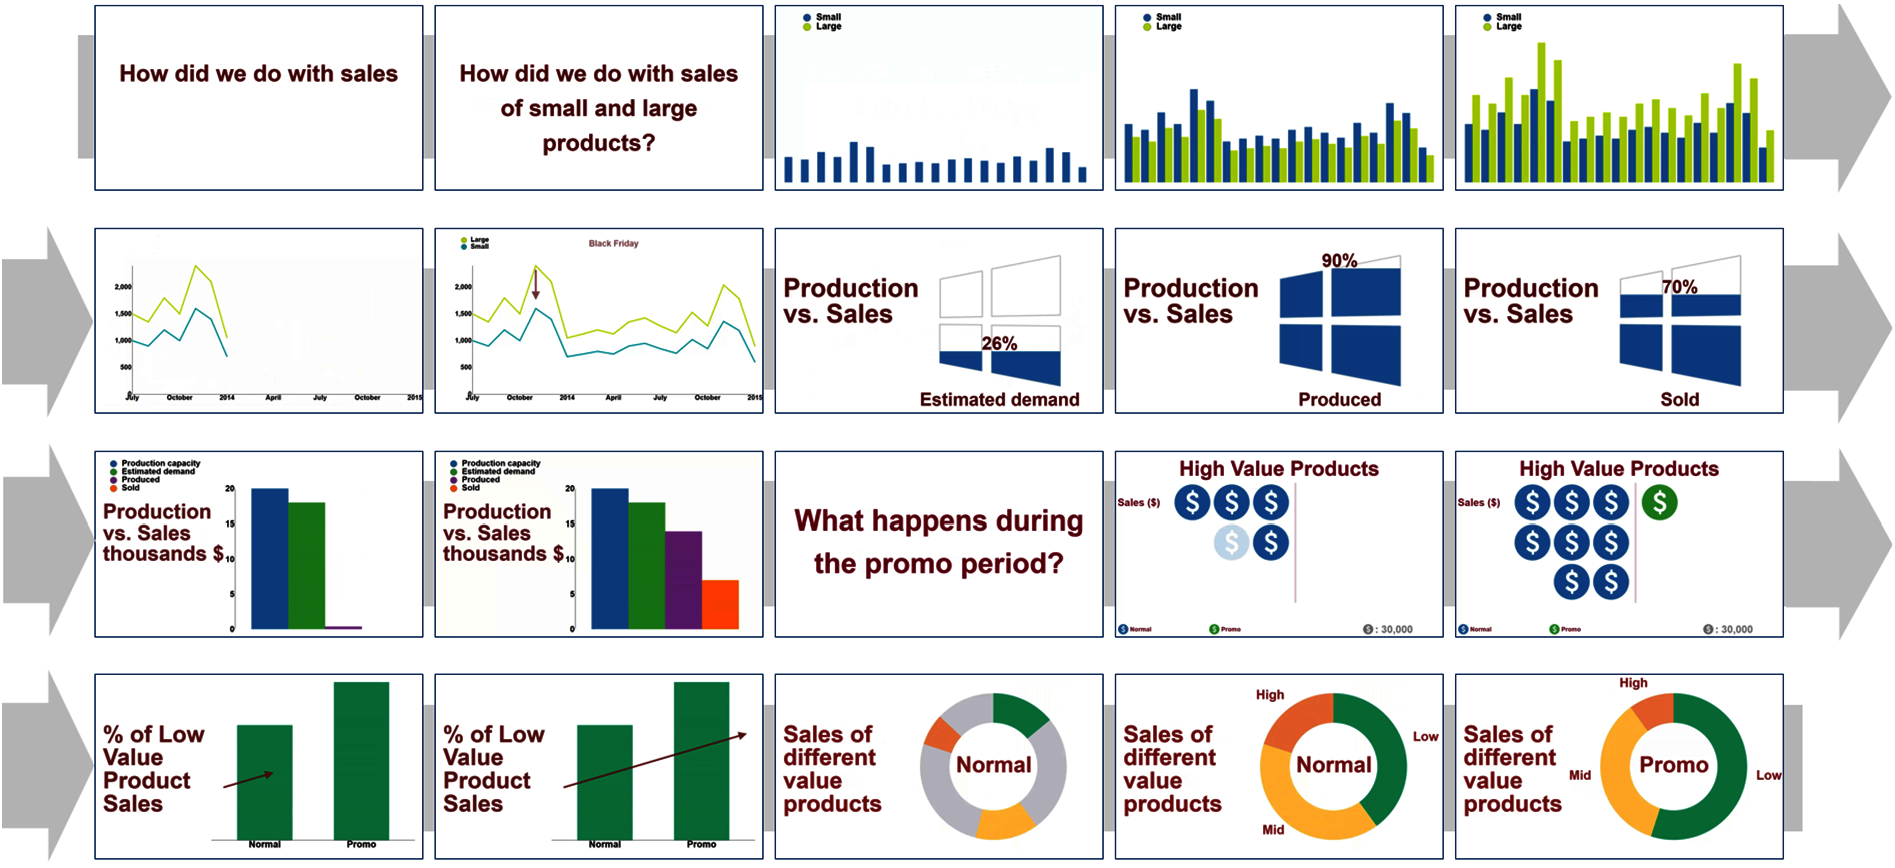 How did we do with sales
How did we do with sales
of small and large
products?
Small
Large
Small
Large
Small
Large
2,000
1,500
1,000
500
0
July
October
2014
April
July
October
2015
Large
Small
Black Friday
2,000
1,500
1,000
500
0
July
October
2014
April
July
October
2015
Production
vs. Sales
26%
Estimated demand
Production
vs. Sales
90%
Produced
Production
vs. Sales
70%
Sold
Production capacity
Estimated demand
Produced
Sold
Production
vs. Sales
thousands $
20
15
10
5
0
Production capacity
Estimated demand
Produced
Sold
Production
vs. Sales
thousands $
20
15
10
5
0
What happens during
the promo period?
High Value Products
Sales ($)
$ $ $
$ $
$ Normal
$ Promo
$ : 30,000
High Value Products
Sales ($)
$ $ $ $
$ $ $
$ $
$ Normal
$ Promo
$ : 30,000
% of Low
Value
Product
Sales
Normal
Promo
% of Low
Value
Product
Sales
Normal
Promo
Sales of
different
value
products
Normal
Sales of
different
value
products
High
Normal
Low
Mid
Sales of
different
value
products
High
Mid
Promo
Low